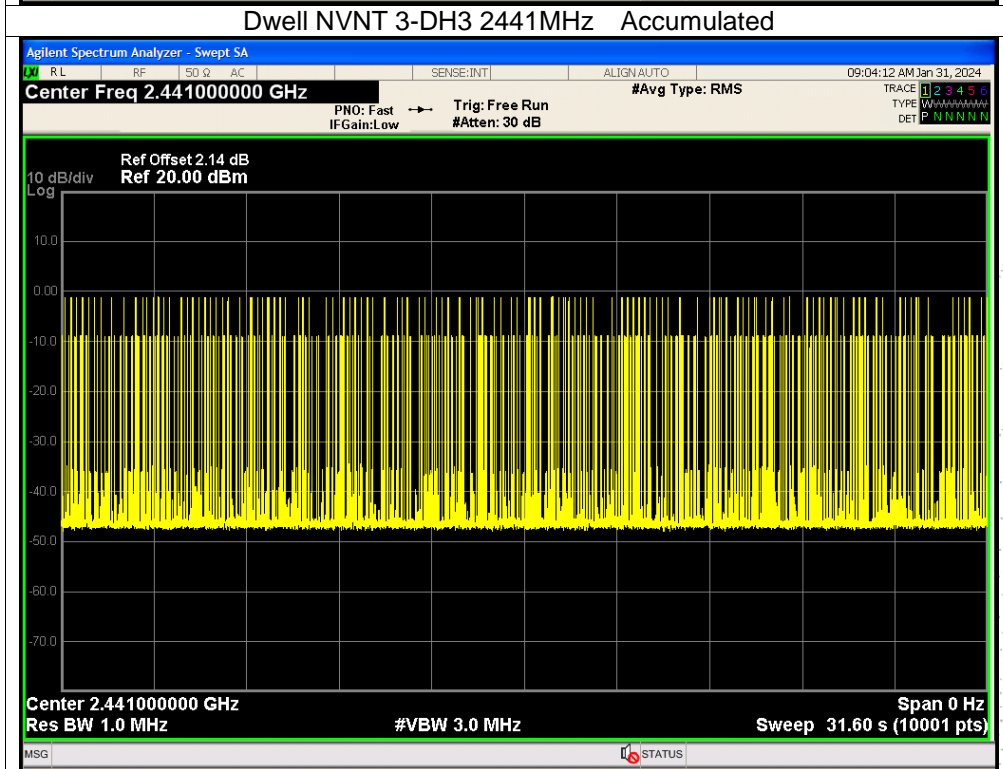 Dwell NVNT 3-DH3 2441MHz Accumulated
Agilent Spectrum Analyzer - Swept SA
LXI RL RF 50 Ω AC SENSE:INT ALIGN AUTO 09:04:12 AM Jan 31, 2024
Center Freq 2.441000000 GHz #Avg Type: RMS TRACE 1 2 3 4 5 6
PNO: Fast Trig: Free Run TYPE WWWWWW
IFGain:Low #Atten: 30 dB DET P N N N N N
Ref Offset 2.14 dB
10 dB/div Ref 20.00 dBm
Log
10.0
0.00
-10.0
-20.0
-30.0
-40.0
-50.0
-60.0
-70.0
Center 2.441000000 GHz Span 0 Hz
Res BW 1.0 MHz #VBW 3.0 MHz Sweep 31.60 s (10001 pts)
MSG STATUS